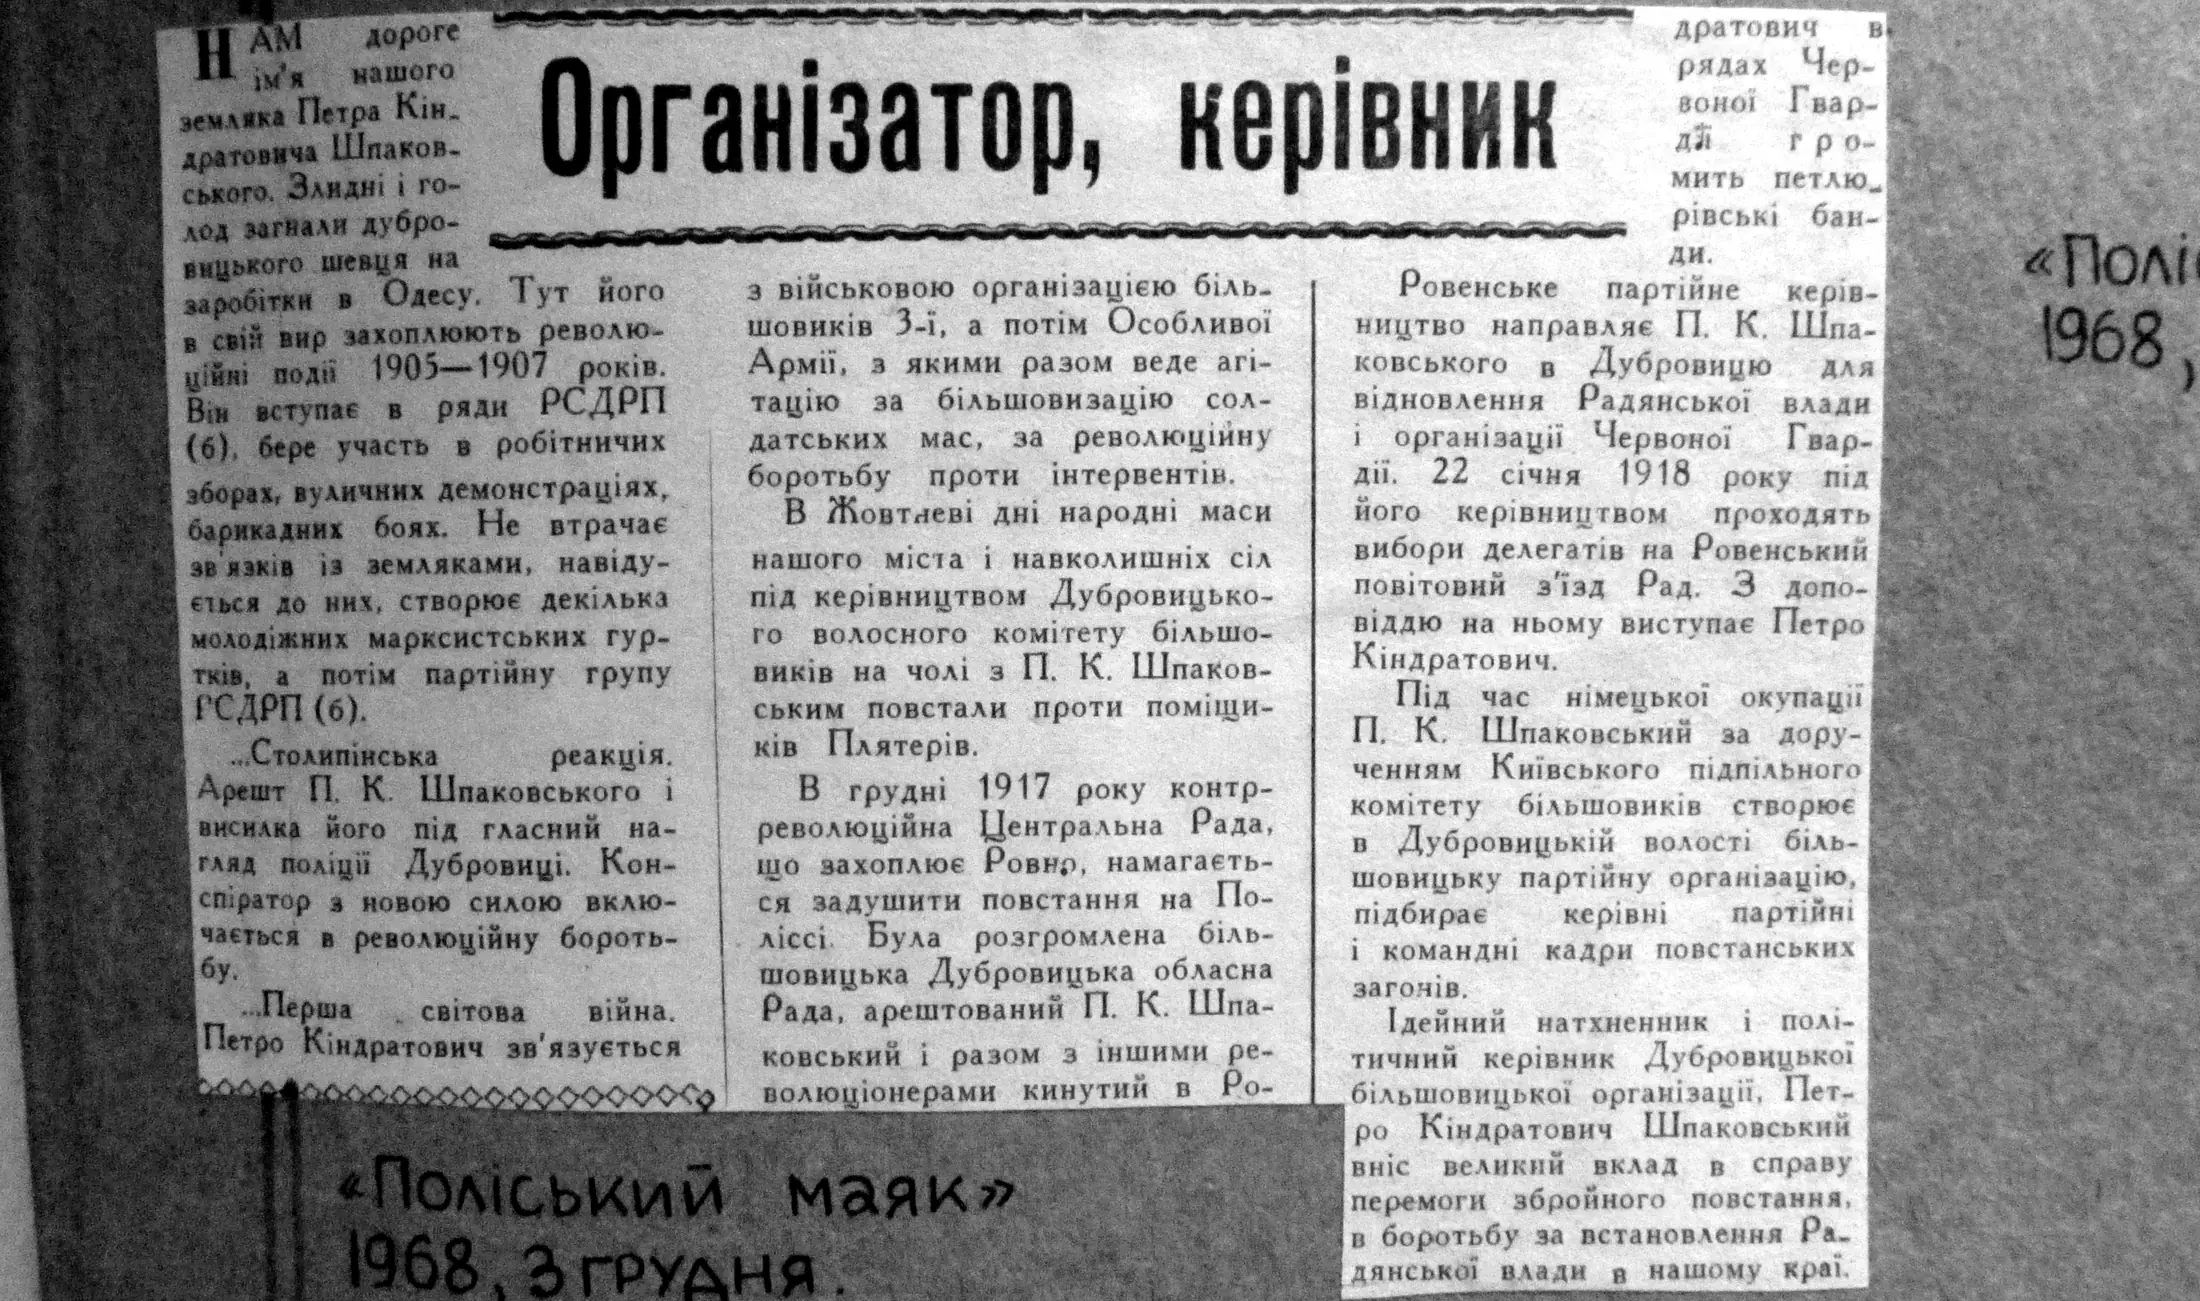 Організатор, керівник
НАМ дороге
ім'я нашого
земляка Петра Кін-
дратовича Шпаков-
ського. Злидні і го-
лод загнали дубро-
вицького шевця на
заробітки в Одесу. Тут його
в свій вир захоплюють револю-
ційні події 1905—1907 років.
Він вступає в ряди РСДРП
(б), бере участь в робітничих
зборах, вуличних демонстраціях,
барикадних боях. Не втрачає
зв'язків із земляками, навіду-
ється до них, створює декілька
молодіжних марксистських гур-
тків, а потім партійну групу
РСДРП (б).
...Столипінська реакція.
Арешт П. К. Шпаковського і
висилка його під гласний на-
гляд поліції Дубровиці. Кон-
спіратор з новою силою вклю-
чається в революційну бороть-
бу.
...Перша світова війна.
Петро Кіндратович зв'язується
з військовою організацією біль-
шовиків 3-ї, а потім Особливої
Армії, з якими разом веде агі-
тацію за більшовизацію сол-
датських мас, за революційну
боротьбу проти інтервентів.
В Жовтневі дні народні маси
нашого міста і навколишніх сіл
під керівництвом Дубровицько-
го волосного комітету більшо-
виків на чолі з П. К. Шпаков-
ським повстали проти поміщи-
ків Плятерів.
В грудні 1917 року контр-
революційна Центральна Рада,
що захоплює Ровно, намагаєть-
ся задушити повстання на По-
ліссі. Була розгромлена біль-
шовицька Дубровицька обласна
Рада, арештований П. К. Шпа-
ковський і разом з іншими ре-
волюціонерами кинутий в Ро-
дратович в
рядах Чер-
воної Гвар-
дії гро-
мить петлю-
рівські бан-
ди.
Ровенське партійне керів-
ництво направляє П. К. Шпа-
ковського в Дубровицю для
відновлення Радянської влади
і організації Червоної Гвар-
дії. 22 січня 1918 року під
його керівництвом проходять
вибори делегатів на Ровенський
повітовий з'їзд Рад. З допо-
віддю на ньому виступає Петро
Кіндратович.
Під час німецької окупації
П. К. Шпаковський за дору-
ченням Київського підпільного
комітету більшовиків створює
в Дубровицькій волості біль-
шовицьку партійну організацію,
підбирає керівні партійні
і командні кадри повстанських
загонів.
Ідейний натхненник і полі-
тичний керівник Дубровицької
більшовицької організації, Пет-
ро Кіндратович Шпаковський
вніс великий вклад в справу
перемоги збройного повстання,
в боротьбу за встановлення Ра-
дянської влади в нашому краї.
«Поліський маяк»
1968, 3 грудня.
«Полі
1968,